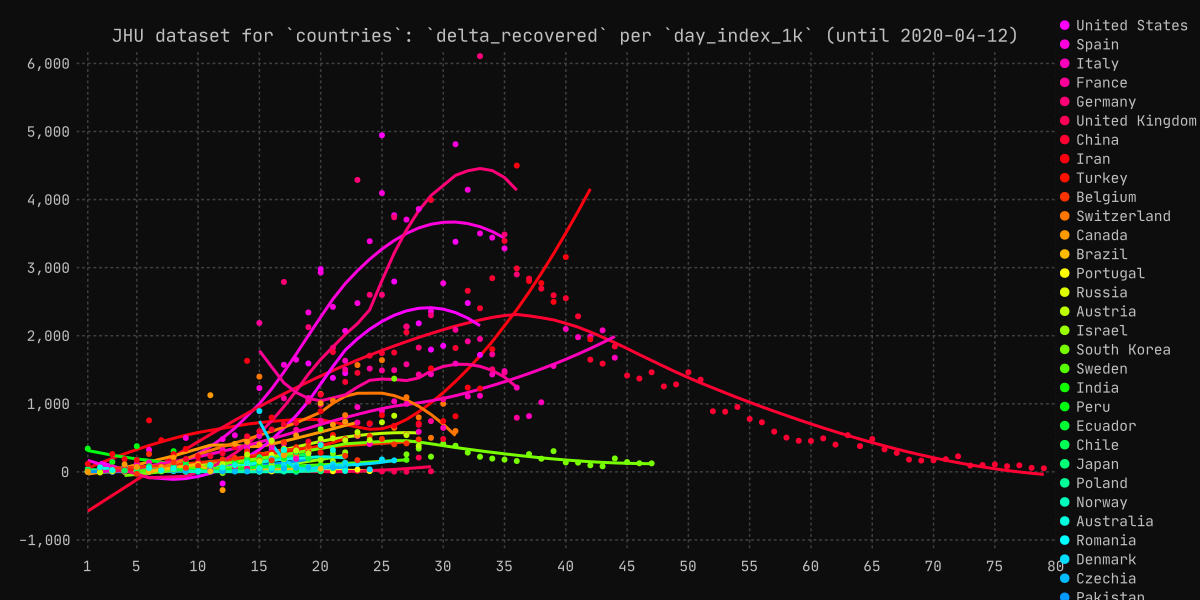 JHU dataset for `countries`: `delta_recovered` per `day_index_1k` (until 2020-04-12)
6,000
5,000
4,000
3,000
2,000
1,000
0
-1,000
1 5 10 15 20 25 30 35 40 45 50 55 60 65 70 75 80
United States
Spain
Italy
France
Germany
United Kingdom
China
Iran
Turkey
Belgium
Switzerland
Canada
Brazil
Portugal
Russia
Austria
Israel
South Korea
Sweden
India
Peru
Ecuador
Chile
Japan
Poland
Norway
Australia
Romania
Denmark
Czechia
Pakistan